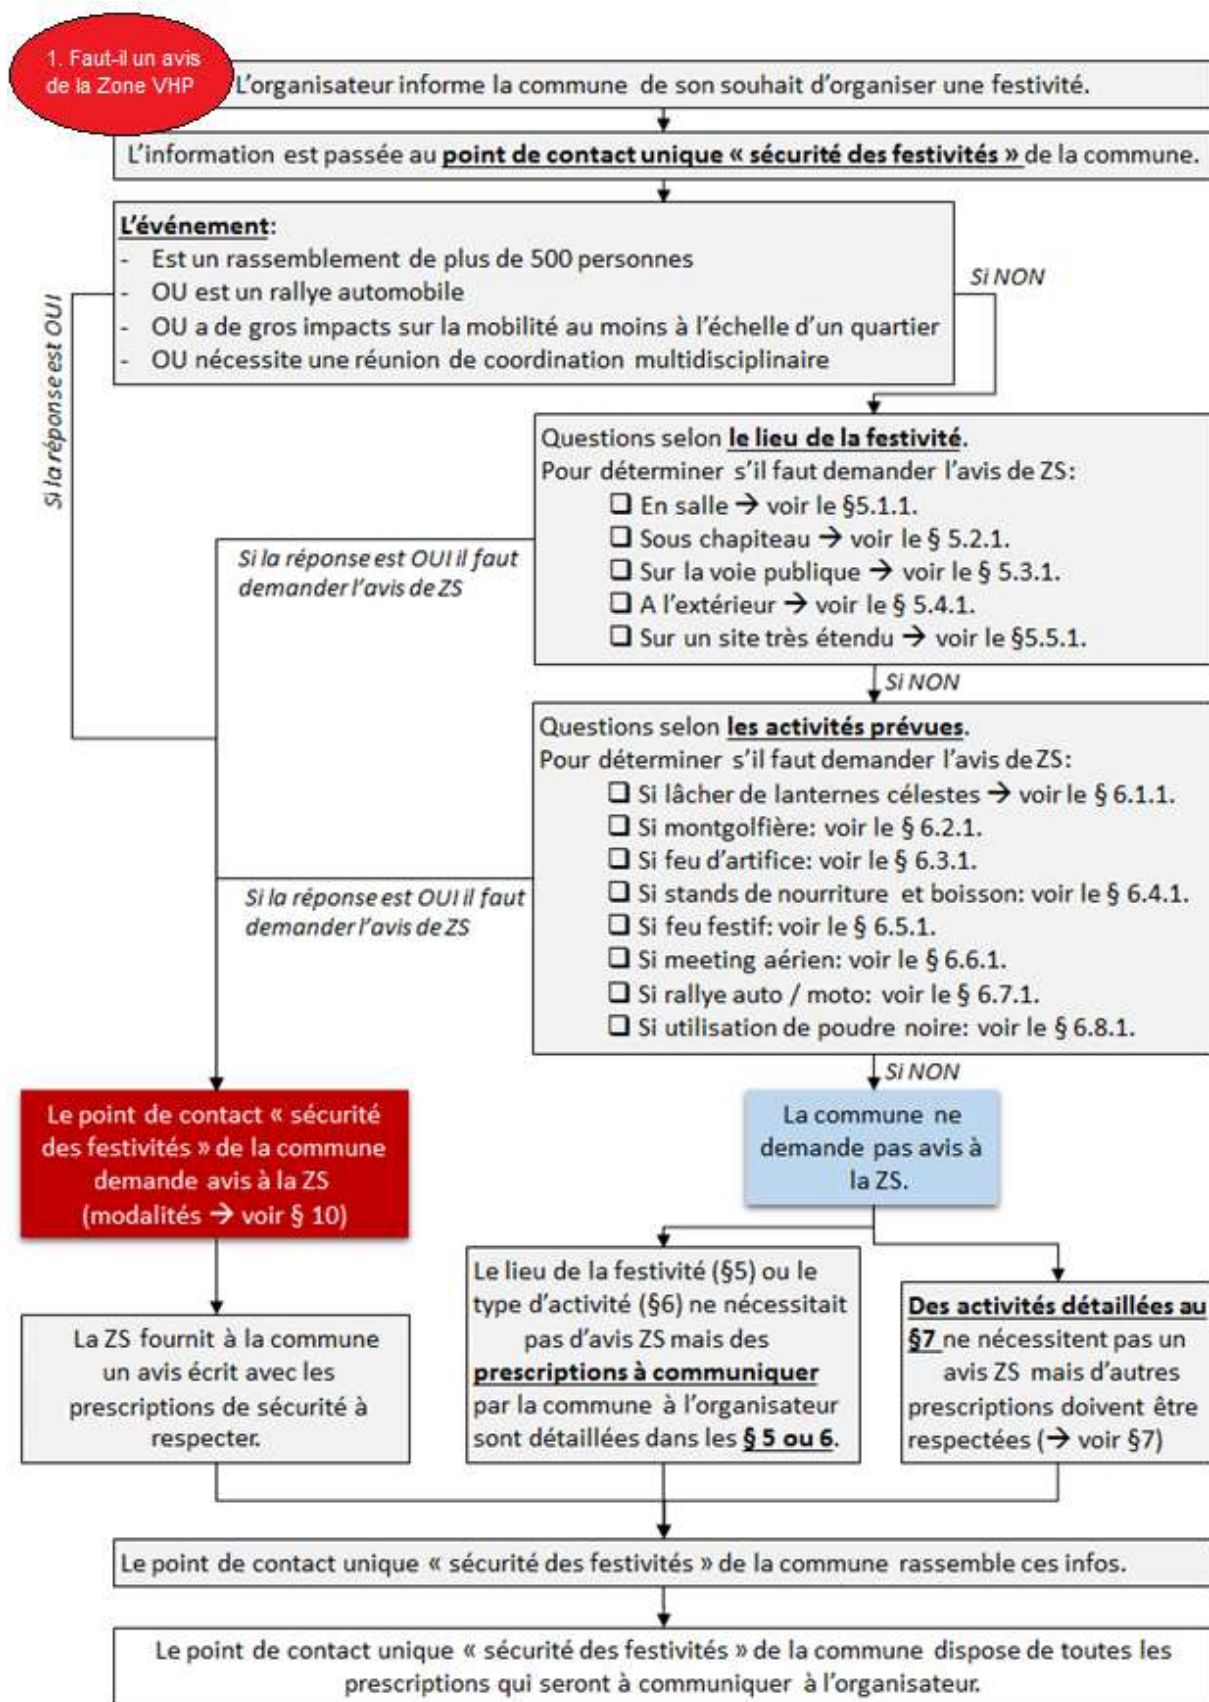 1. Faut-il un avis
de la Zone VHP
L'organisateur informe la commune de son souhait d'organiser une festivité.
L'information est passée au point de contact unique « sécurité des festivités » de la commune.
L'événement:
- Est un rassemblement de plus de 500 personnes
- OU est un rallye automobile
- OU a de gros impacts sur la mobilité au moins à l'échelle d'un quartier
- OU nécessite une réunion de coordination multidisciplinaire
Si NON
Si la réponse est OUI
Questions selon le lieu de la festivité.
Pour déterminer s'il faut demander l'avis de ZS:
❑ En salle → voir le §5.1.1.
❑ Sous chapiteau → voir le § 5.2.1.
❑ Sur la voie publique → voir le § 5.3.1.
❑ A l'extérieur → voir le § 5.4.1.
❑ Sur un site très étendu → voir le §5.5.1.
Si la réponse est OUI il faut
demander l'avis de ZS
Si NON
Questions selon les activités prévues.
Pour déterminer s'il faut demander l'avis de ZS:
❑ Si lâcher de lanternes célestes → voir le § 6.1.1.
❑ Si montgolfière: voir le § 6.2.1.
❑ Si feu d'artifice: voir le § 6.3.1.
❑ Si stands de nourriture et boisson: voir le § 6.4.1.
❑ Si feu festif: voir le § 6.5.1.
❑ Si meeting aérien: voir le § 6.6.1.
❑ Si rallye auto / moto: voir le § 6.7.1.
❑ Si utilisation de poudre noire: voir le § 6.8.1.
Si la réponse est OUI il faut
demander l'avis de ZS
Si NON
Le point de contact « sécurité
des festivités » de la commune
demande avis à la ZS
(modalités → voir § 10)
La commune ne
demande pas avis à
la ZS.
La ZS fournit à la commune
un avis écrit avec les
prescriptions de sécurité à
respecter.
Le lieu de la festivité (§5) ou le
type d'activité (§6) ne nécessitait
pas d'avis ZS mais des
prescriptions à communiquer
par la commune à l'organisateur
sont détaillées dans les § 5 ou 6.
Des activités détaillées au
§7 ne nécessitent pas un
avis ZS mais d'autres
prescriptions doivent être
respectées (→ voir §7)
Le point de contact unique « sécurité des festivités » de la commune rassemble ces infos.
Le point de contact unique « sécurité des festivités » de la commune dispose de toutes les
prescriptions qui seront à communiquer à l'organisateur.